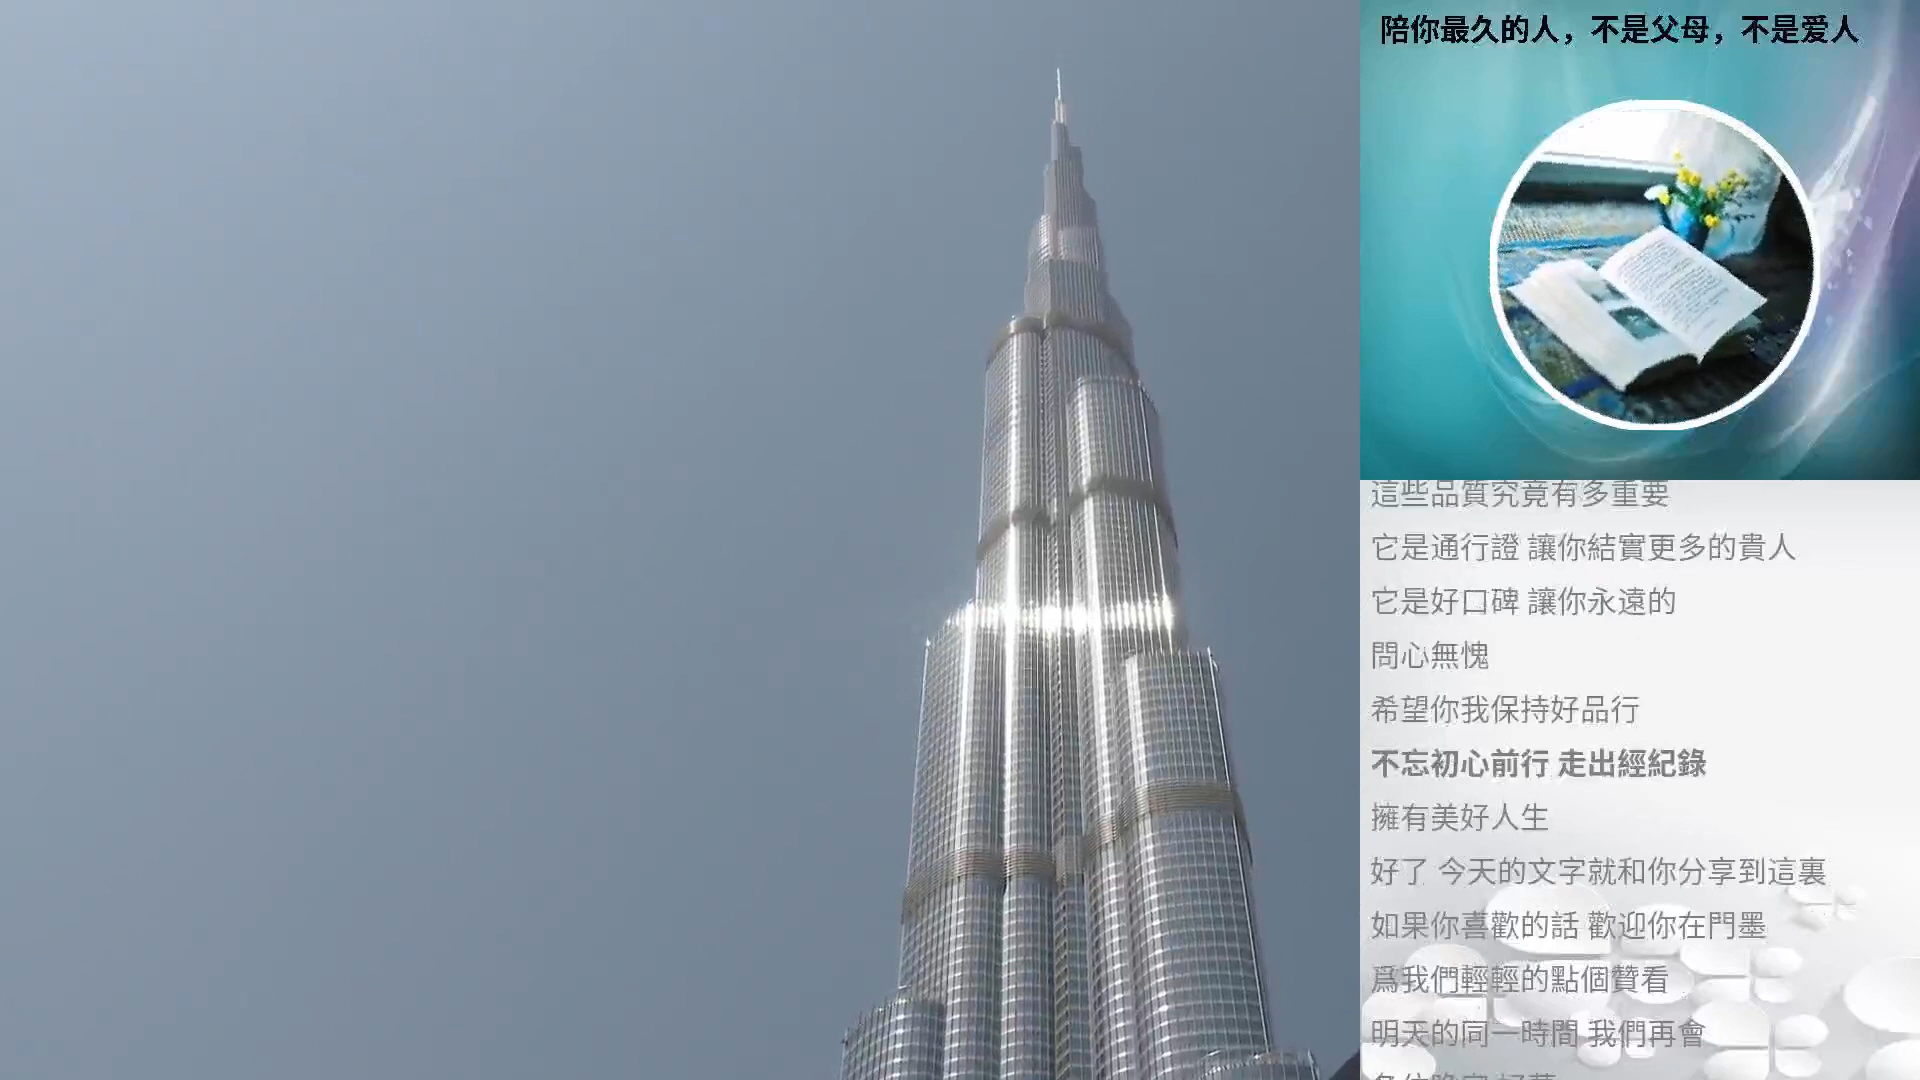 陪你最久的人，不是父母，不是爱人
這些品質究竟有多重要
它是通行證 讓你結實更多的貴人
它是好口碑 讓你永遠的
問心無愧
希望你我保持好品行
不忘初心前行 走出經紀錄
擁有美好人生
好了 今天的文字就和你分享到這裏
如果你喜歡的話 歡迎你在門墨
爲我們輕輕的點個贊看
明天的同一時間 我們再會